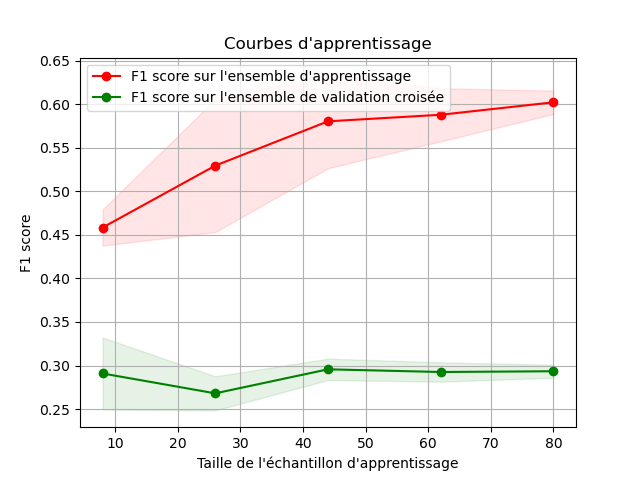 Courbes d'apprentissage
F1 score sur l'ensemble d'apprentissage
F1 score sur l'ensemble de validation croisée
0.65
0.60
0.55
0.50
0.45
0.40
0.35
0.30
0.25
F1 score
10 20 30 40 50 60 70 80
Taille de l'échantillon d'apprentissage